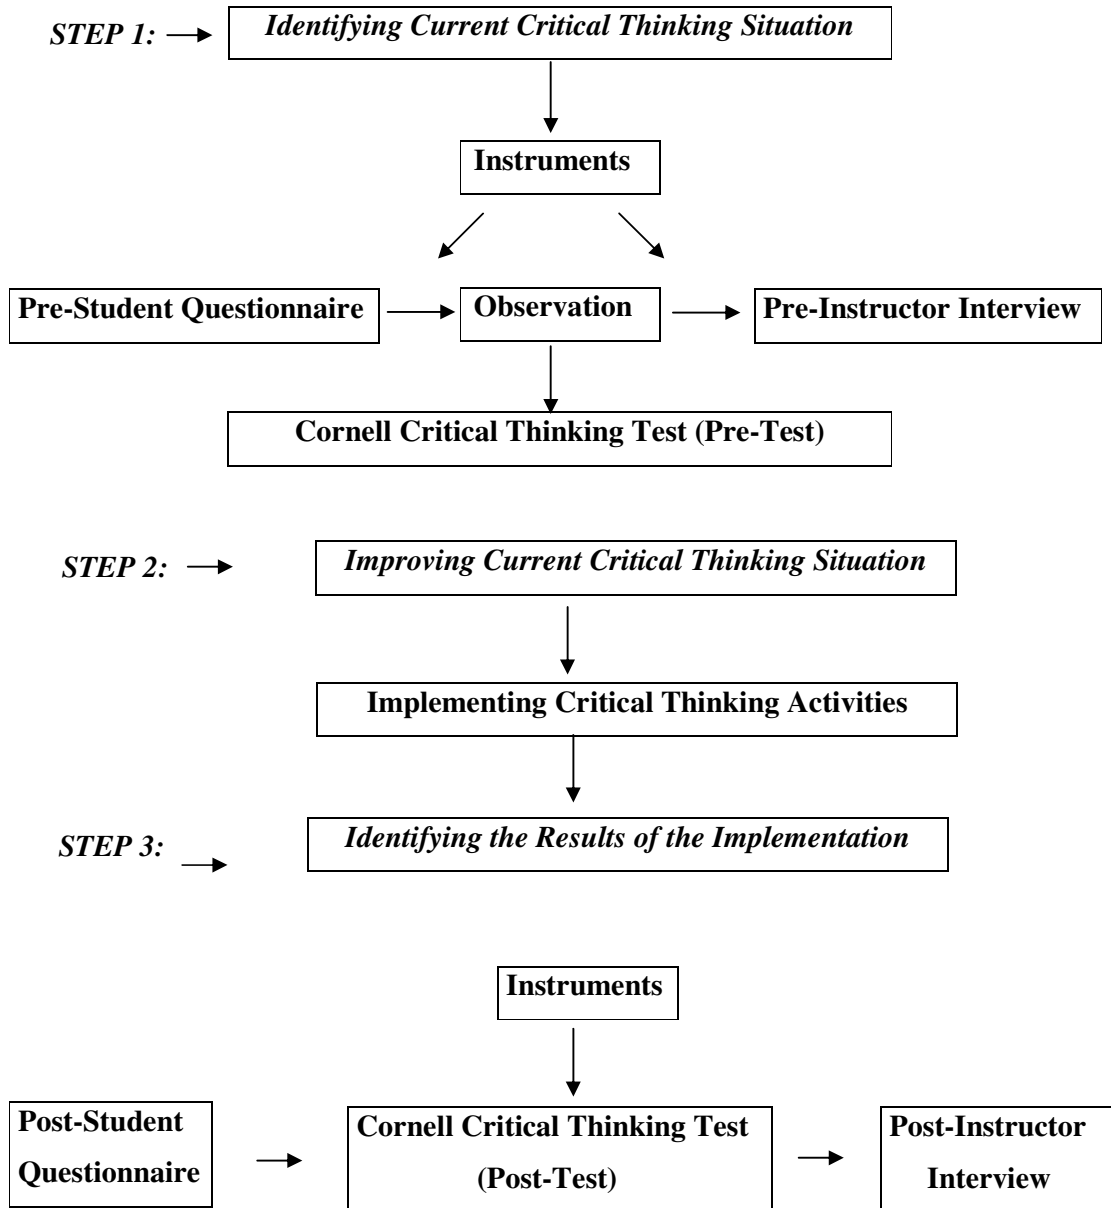 STEP 1:
Identifying Current Critical Thinking Situation
Instruments
Pre-Student Questionnaire
Observation
Pre-Instructor Interview
Cornell Critical Thinking Test (Pre-Test)
STEP 2:
Improving Current Critical Thinking Situation
Implementing Critical Thinking Activities
STEP 3:
Identifying the Results of the Implementation
Instruments
Post-Student
Questionnaire
Cornell Critical Thinking Test
(Post-Test)
Post-Instructor
Interview